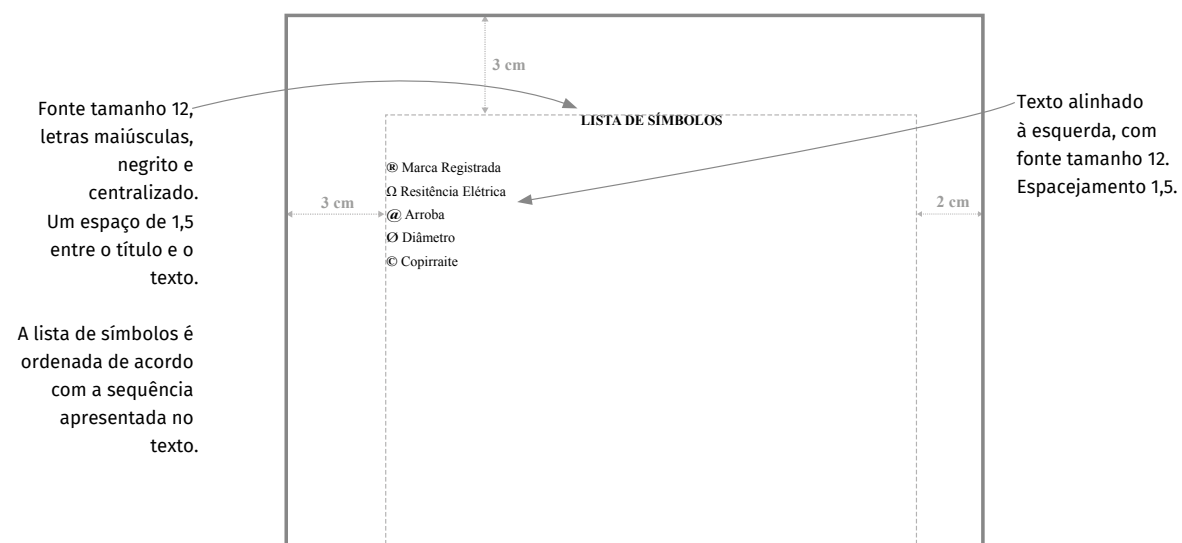 3 cm
Fonte tamanho 12,
letras maiúsculas,
negrito e
centralizado.
Um espaço de 1,5
entre o título e o
texto.
A lista de símbolos é
ordenada de acordo
com a sequência
apresentada no
texto.
LISTA DE SÍMBOLOS
® Marca Registrada
Ω Resitência Elétrica
@ Arroba
Ø Diâmetro
© Copirraite
3 cm
2 cm
Texto alinhado
à esquerda, com
fonte tamanho 12.
Espacejamento 1,5.